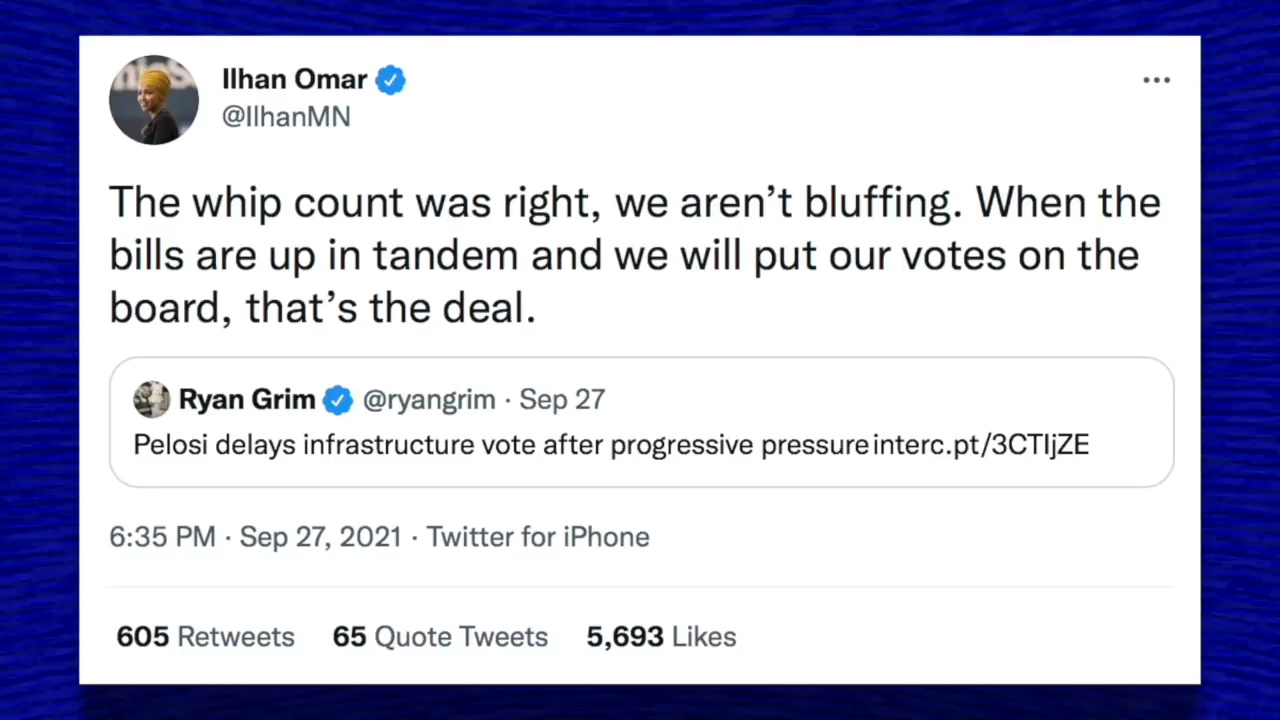 Ilhan Omar
@IlhanMN
The whip count was right, we aren’t bluffing. When the
bills are up in tandem and we will put our votes on the
board, that’s the deal.
Ryan Grim @ryangrim · Sep 27
Pelosi delays infrastructure vote after progressive pressure interc.pt/3CTIjZE
6:35 PM · Sep 27, 2021 · Twitter for iPhone
605 Retweets 65 Quote Tweets 5,693 Likes